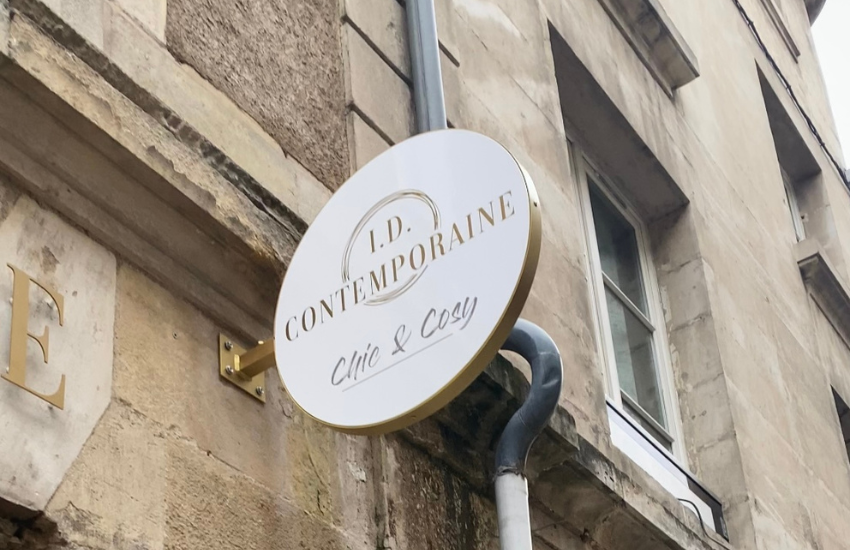 E
I.D.
CONTEMPORAINE
Chic & Cosy